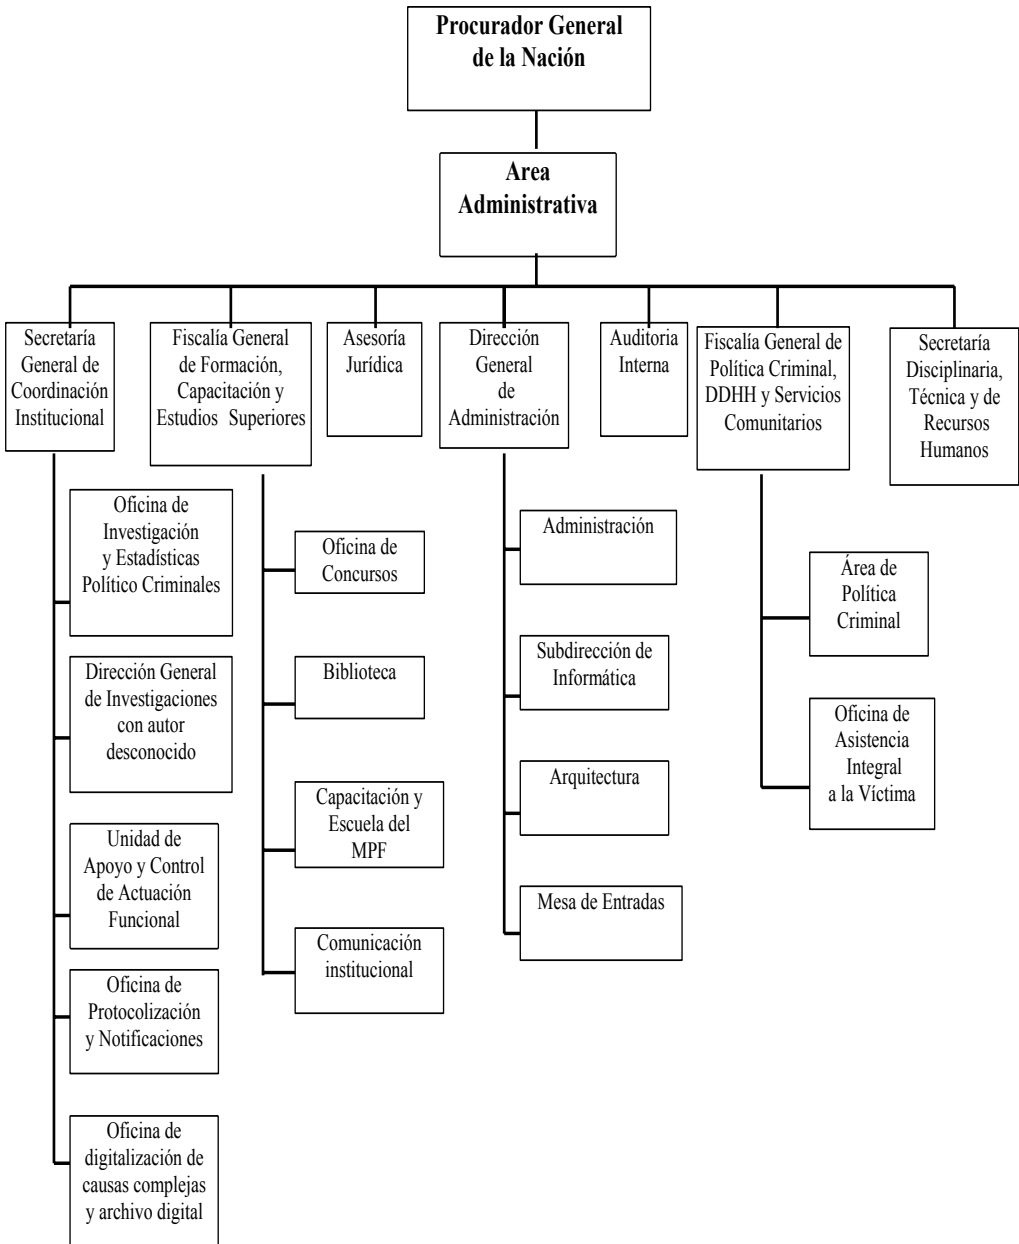 Procurador General
de la Nación
Area
Administrativa
Secretaría
General de
Coordinación
Institucional
Fiscalía General
de Formación,
Capacitación y
Estudios Superiores
Asesoría
Jurídica
Dirección
General
de
Administración
Auditoria
Interna
Fiscalía General de
Política Criminal,
DDHH y Servicios
Comunitarios
Secretaría
Disciplinaria,
Técnica y de
Recursos
Humanos
Oficina de
Investigación
y Estadísticas
Político Criminales
Dirección General
de Investigaciones
con autor
desconocido
Unidad de
Apoyo y Control
de Actuación
Funcional
Oficina de
Protocolización
y Notificaciones
Oficina de
digitalización de
causas complejas
y archivo digital
Oficina de
Concursos
Biblioteca
Capacitación y
Escuela del
MPF
Comunicación
institucional
Administración
Subdirección de
Informática
Arquitectura
Mesa de Entradas
Área de
Política
Criminal
Oficina de
Asistencia
Integral
a la Víctima